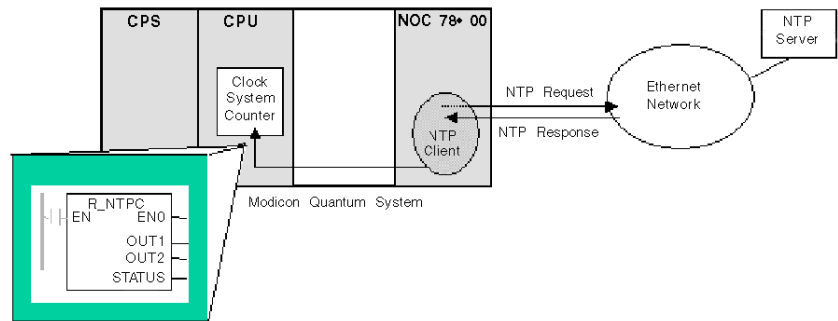 CPS
CPU
NOC 78• 00
NTP
Server
Clock
System
Counter
NTP Request
Ethernet
Network
NTP Response
NTP
Client
Modicon Quantum System
R_NTPC
EN
EN0
OUT1
OUT2
STATUS